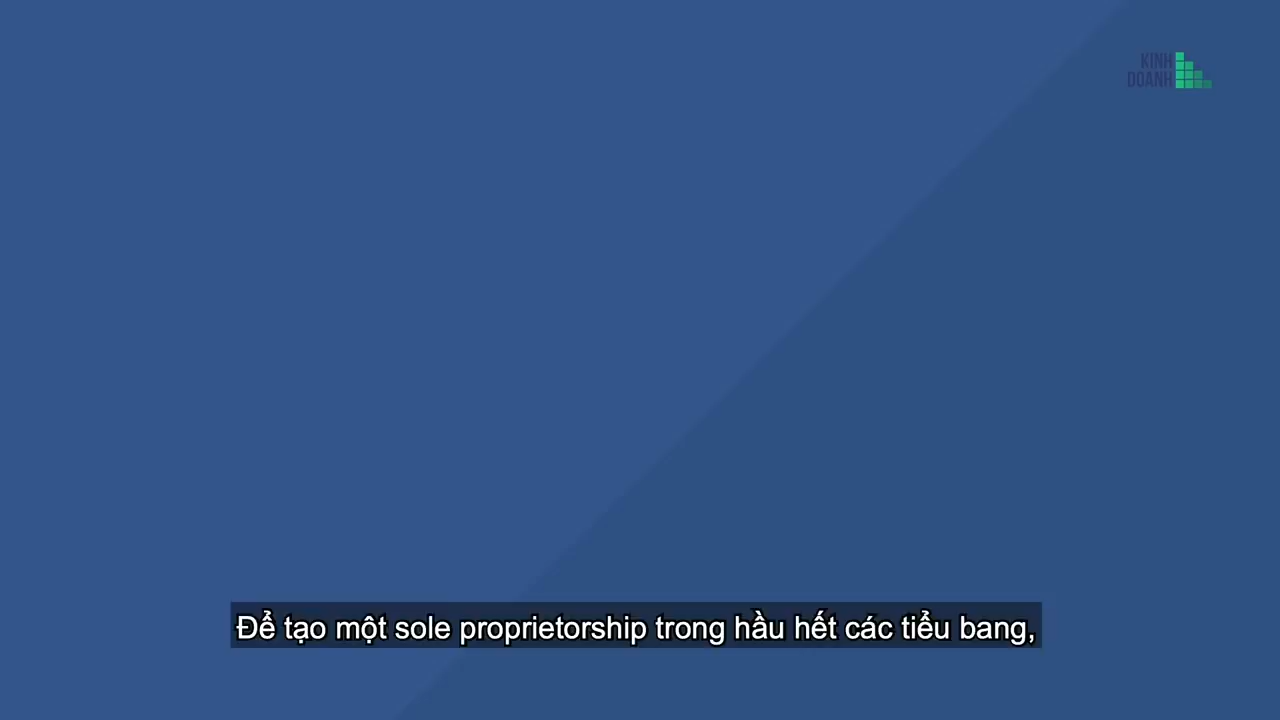 KINH
DOANH
Để tạo một sole proprietorship trong hầu hết các tiểu bang,